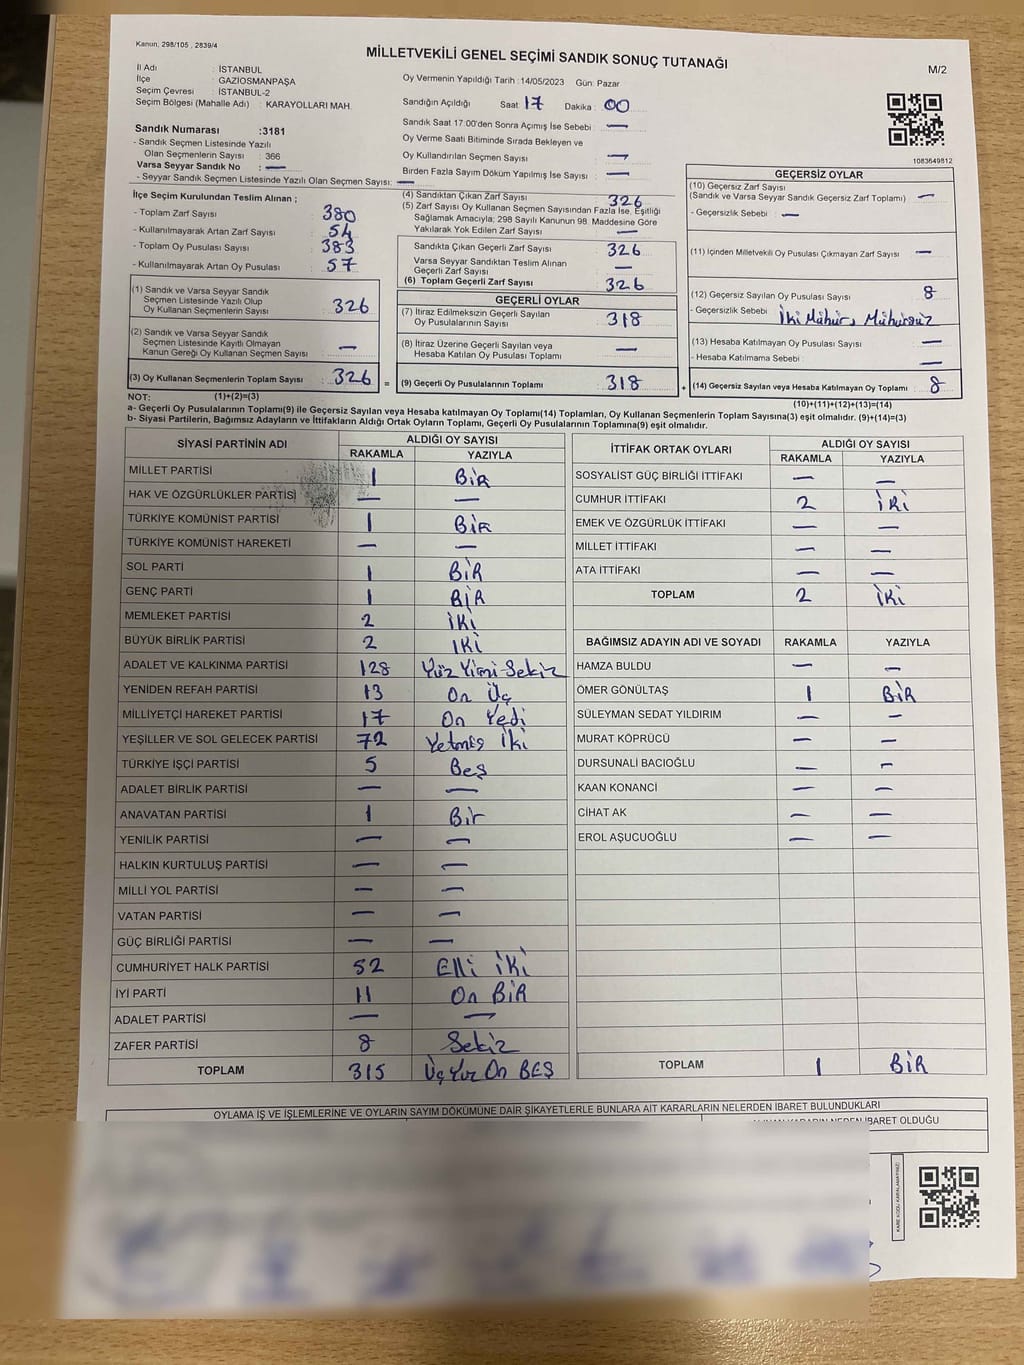 Kanun, 298/105 , 2839/4
MİLLETVEKİLİ GENEL SEÇİMİ SANDIK SONUÇ TUTANAĞI
M/2
İl Adı : İSTANBUL
İlçe : GAZİOSMANPAŞA
Seçim Çevresi : İSTANBUL-2
Seçim Bölgesi (Mahalle Adı) : KARAYOLLARI MAH.
Sandık Numarası :3181
- Sandık Seçmen Listesinde Yazılı
Olan Seçmenlerin Sayısı : 366
Varsa Seyyar Sandık No : —
- Seyyar Sandık Seçmen Listesinde Yazılı Olan Seçmen Sayısı: —
Oy Vermenin Yapıldığı Tarih :14/05/2023 Gün: Pazar
Sandığın Açıldığı Saat 17 Dakika : 00
Sandık Saat 17:00'den Sonra Açımış İse Sebebi : —
Oy Verme Saati Bitiminde Sırada Bekleyen ve
Oy Kullandırılan Seçmen Sayısı : —
Birden Fazla Sayım Döküm Yapılmış İse Sayısı : —
1083649812
İlçe Seçim Kurulundan Teslim Alınan ;
- Toplam Zarf Sayısı : 380
- Kullanılmayarak Artan Zarf Sayısı : 54
- Toplam Oy Pusulası Sayısı : 383
- Kullanılmayarak Artan Oy Pusulası : 57
(1) Sandık ve Varsa Seyyar Sandık
Seçmen Listesinde Yazılı Olup
Oy Kullanan Seçmenlerin Sayısı : 326
(2) Sandık ve Varsa Seyyar Sandık
Seçmen Listesinde Kayıtlı Olmayan
Kanun Gereği Oy Kullanan Seçmen Sayısı : —
(3) Oy Kullanan Seçmenlerin Toplam Sayısı : 326 =
(4) Sandıktan Çıkan Zarf Sayısı : 326
(5) Zarf Sayısı Oy Kullanan Seçmen Sayısından Fazla İse, Eşitliği
Sağlamak Amacıyla; 298 Sayılı Kanunun 98. Maddesine Göre
Yakılarak Yok Edilen Zarf Sayısı : —
Sandıkta Çıkan Geçerli Zarf Sayısı : 326
Varsa Seyyar Sandıktan Teslim Alınan
Geçerli Zarf Sayısı : —
(6) Toplam Geçerli Zarf Sayısı : 326
GEÇERLİ OYLAR
(7) İtiraz Edilmeksizin Geçerli Sayılan
Oy Pusulalarının Sayısı : 318
(8) İtiraz Üzerine Geçerli Sayılan veya
Hesaba Katılan Oy Pusulası Toplamı : —
(9) Geçerli Oy Pusulalarının Toplamı : 318 +
GEÇERSİZ OYLAR
(10) Geçersiz Zarf Sayısı
(Sandık ve Varsa Seyyar Sandık Geçersiz Zarf Toplamı) : —
- Geçersizlik Sebebi : —
(11) İçinden Milletvekili Oy Pusulası Çıkmayan Zarf Sayısı : —
(12) Geçersiz Sayılan Oy Pusulası Sayısı : 8
- Geçersizlik Sebebi : İki Mühür, Mühürsüz
(13) Hesaba Katılmayan Oy Pusulası Sayısı : —
- Hesaba Katılmama Sebebi : —
(14) Geçersiz Sayılan veya Hesaba Katılmayan Oy Toplamı : 8
NOT: (1)+(2)=(3)
(10)+(11)+(12)+(13)=(14)
a- Geçerli Oy Pusulalarının Toplamı(9) ile Geçersiz Sayılan veya Hesaba katılmayan Oy Toplamı(14) Toplamları, Oy Kullanan Seçmenlerin Toplam Sayısına(3) eşit olmalıdır. (9)+(14)=(3)
b- Siyasi Partilerin, Bağımsız Adayların ve İttifakların Aldığı Ortak Oyların Toplamı, Geçerli Oy Pusulalarının Toplamına(9) eşit olmalıdır.
SİYASİ PARTİNİN ADI ALDIĞI OY SAYISI
RAKAMLA YAZIYLA
MİLLET PARTİSİ 1 BİR
HAK VE ÖZGÜRLÜKLER PARTİSİ — —
TÜRKİYE KOMÜNİST PARTİSİ 1 BİR
TÜRKİYE KOMÜNİST HAREKETİ — —
SOL PARTİ 1 BİR
GENÇ PARTİ 1 BİR
MEMLEKET PARTİSİ 2 İKİ
BÜYÜK BİRLİK PARTİSİ 2 İKİ
ADALET VE KALKINMA PARTİSİ 128 Yüz Yirmi Sekiz
YENİDEN REFAH PARTİSİ 13 On Üç
MİLLİYETÇİ HAREKET PARTİSİ 17 On Yedi
YEŞİLLER VE SOL GELECEK PARTİSİ 72 Yetmiş İki
TÜRKİYE İŞÇİ PARTİSİ 5 Beş
ADALET BİRLİK PARTİSİ — —
ANAVATAN PARTİSİ 1 Bir
YENİLİK PARTİSİ — —
HALKIN KURTULUŞ PARTİSİ — —
MİLLİ YOL PARTİSİ — —
VATAN PARTİSİ — —
GÜÇ BİRLİĞİ PARTİSİ — —
CUMHURİYET HALK PARTİSİ 52 Elli İKİ
İYİ PARTİ 11 On BİR
ADALET PARTİSİ — —
ZAFER PARTİSİ 8 Sekiz
TOPLAM 315 Üç Yüz On BEŞ
İTTİFAK ORTAK OYLARI ALDIĞI OY SAYISI
RAKAMLA YAZIYLA
SOSYALİST GÜÇ BİRLİĞİ İTTİFAKI — —
CUMHUR İTTİFAKI 2 İKİ
EMEK VE ÖZGÜRLÜK İTTİFAKI — —
MİLLET İTTİFAKI — —
ATA İTTİFAKI — —
TOPLAM 2 İKİ
BAĞIMSIZ ADAYIN ADI VE SOYADI RAKAMLA YAZIYLA
HAMZA BULDU — —
ÖMER GÖNÜLTAŞ 1 BİR
SÜLEYMAN SEDAT YILDIRIM — —
MURAT KÖPRÜCÜ — —
DURSUNALİ BACIOĞLU — —
KAAN KONANCİ — —
CİHAT AK — —
EROL AŞUCUOĞLU — —
TOPLAM 1 BİR
OYLAMA İŞ VE İŞLEMLERİNE VE OYLARIN SAYIM DÖKÜMÜNE DAİR ŞİKAYETLERLE BUNLARA AİT KARARLARIN NELERDEN İBARET BULUNDUKLARI
İBARET OLDUĞU